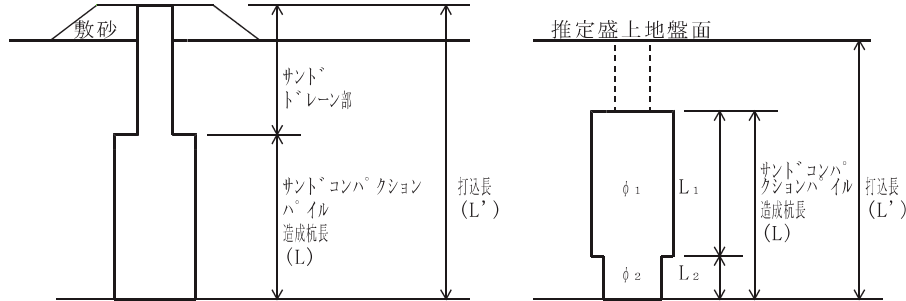 敷砂
サンド
ドレーン部
サンドコンパクション
パイル
造成杭長
(L)
打込長
(L')
推定盛上地盤面
φ1
L1
φ2
L2
サンドコンパ
クションパイル
造成杭長
(L)
打込長
(L')